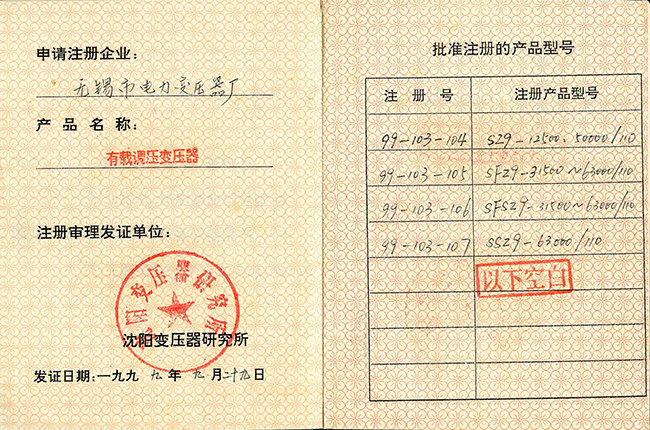 申请注册企业:
无锡市电力变压器厂
产品名称:
有载调压变压器
注册审理发证单位:
沈阳变压器研究所
沈阳变压器研究所
发证日期:一九九九年九月二十九日
批准注册的产品型号
注册号 注册产品型号
99-103-104 SZ9-12500、50000/110
99-103-105 SFZ9-31500~63000/110
99-103-106 SFSZ9-31500~63000/110
99-103-107 SSZ9-63000/110
以下空白